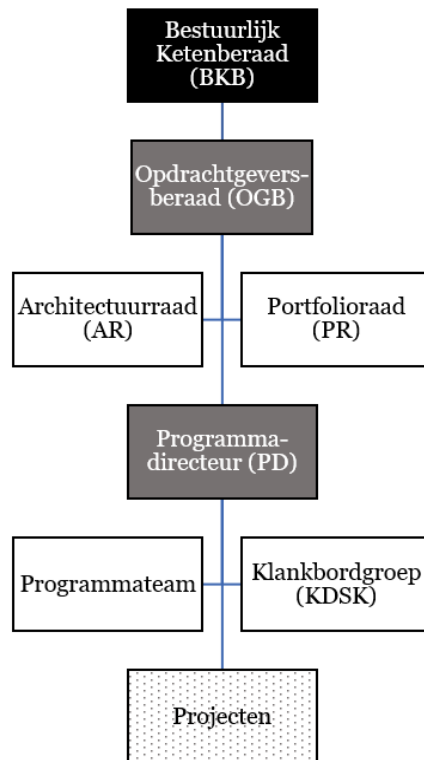 Bestuurlijk
Ketenberaad
(BKB)
Opdrachtgevers-
beraad (OGB)
Architectuurraad
(AR)
Portfolioraad
(PR)
Programma-
directeur (PD)
Programmateam
Klankbordgroep
(KDSK)
Projecten